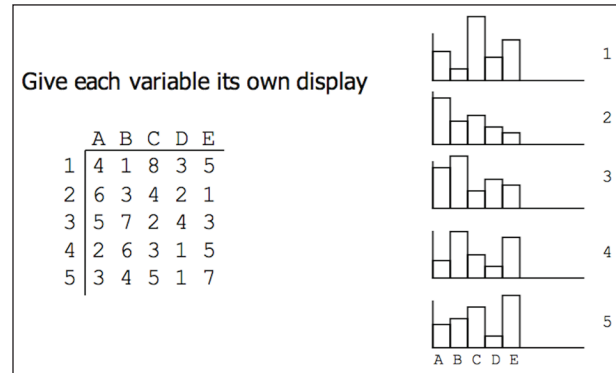 Give each variable its own display
A B C D E
1 4 1 8 3 5
2 6 3 4 2 1
3 5 7 2 4 3
4 2 6 3 1 5
5 3 4 5 1 7
1
2
3
4
5
A B C D E